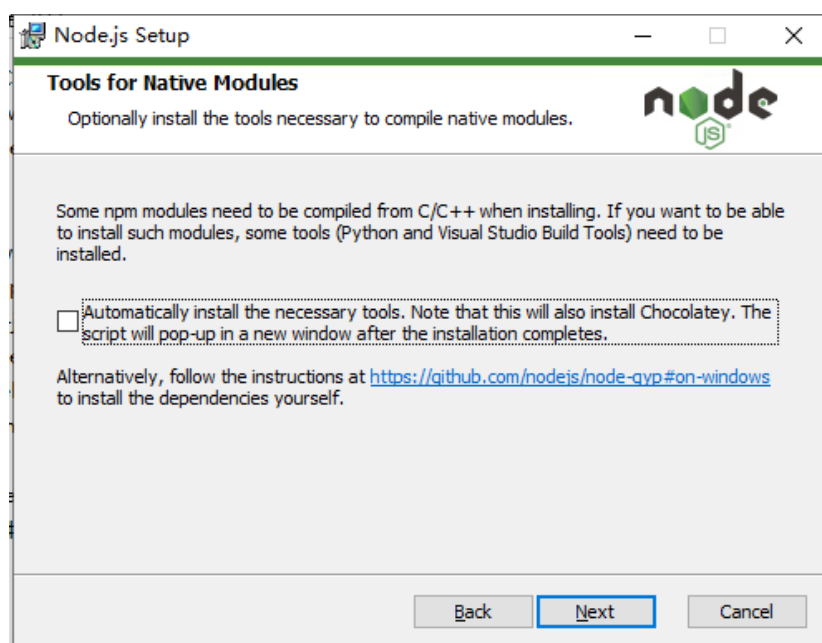 Node.js Setup
Tools for Native Modules
Optionally install the tools necessary to compile native modules.
node
JS
Some npm modules need to be compiled from C/C++ when installing. If you want to be able
to install such modules, some tools (Python and Visual Studio Build Tools) need to be
installed.
Automatically install the necessary tools. Note that this will also install Chocolatey. The
script will pop-up in a new window after the installation completes.
Alternatively, follow the instructions at https://github.com/nodejs/node-gyp#on-windows
to install the dependencies yourself.
Back Next Cancel